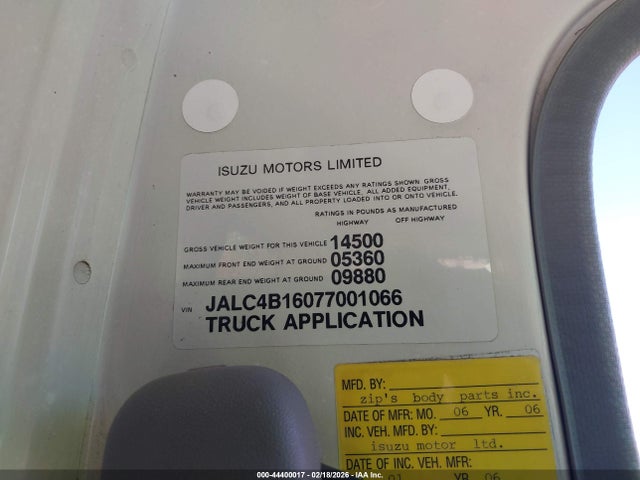 ISUZU MOTORS LIMITED
WARRANTY MAY BE VOIDED IF WEIGHT EXCEEDS ANY RATINGS SHOWN. GROSS
VEHICLE WEIGHT INCLUDES WEIGHT OF BASE VEHICLE, ALL ADDED EQUIPMENT,
DRIVER AND PASSENGERS, AND ALL PROPERTY LOADED INTO OR ONTO VEHICLE.
RATINGS IN POUNDS AS MANUFACTURED
HIGHWAY OFF HIGHWAY
GROSS VEHICLE WEIGHT FOR THIS VEHICLE 14500
MAXIMUM FRONT END WEIGHT AT GROUND 05360
MAXIMUM REAR END WEIGHT AT GROUND 09880
VIN JALC4B16077001066
TRUCK APPLICATION
MFD. BY:
zip's body parts inc.
DATE OF MFR: MO. 06 YR. 06
INC. VEH. MFD. BY:
isuzu motor ltd.
DATE OF INC. VEH. MFR:
01 YR. 06
000-44400017 - 02/18/2026 - COPYRIGHT IAA, LLC.